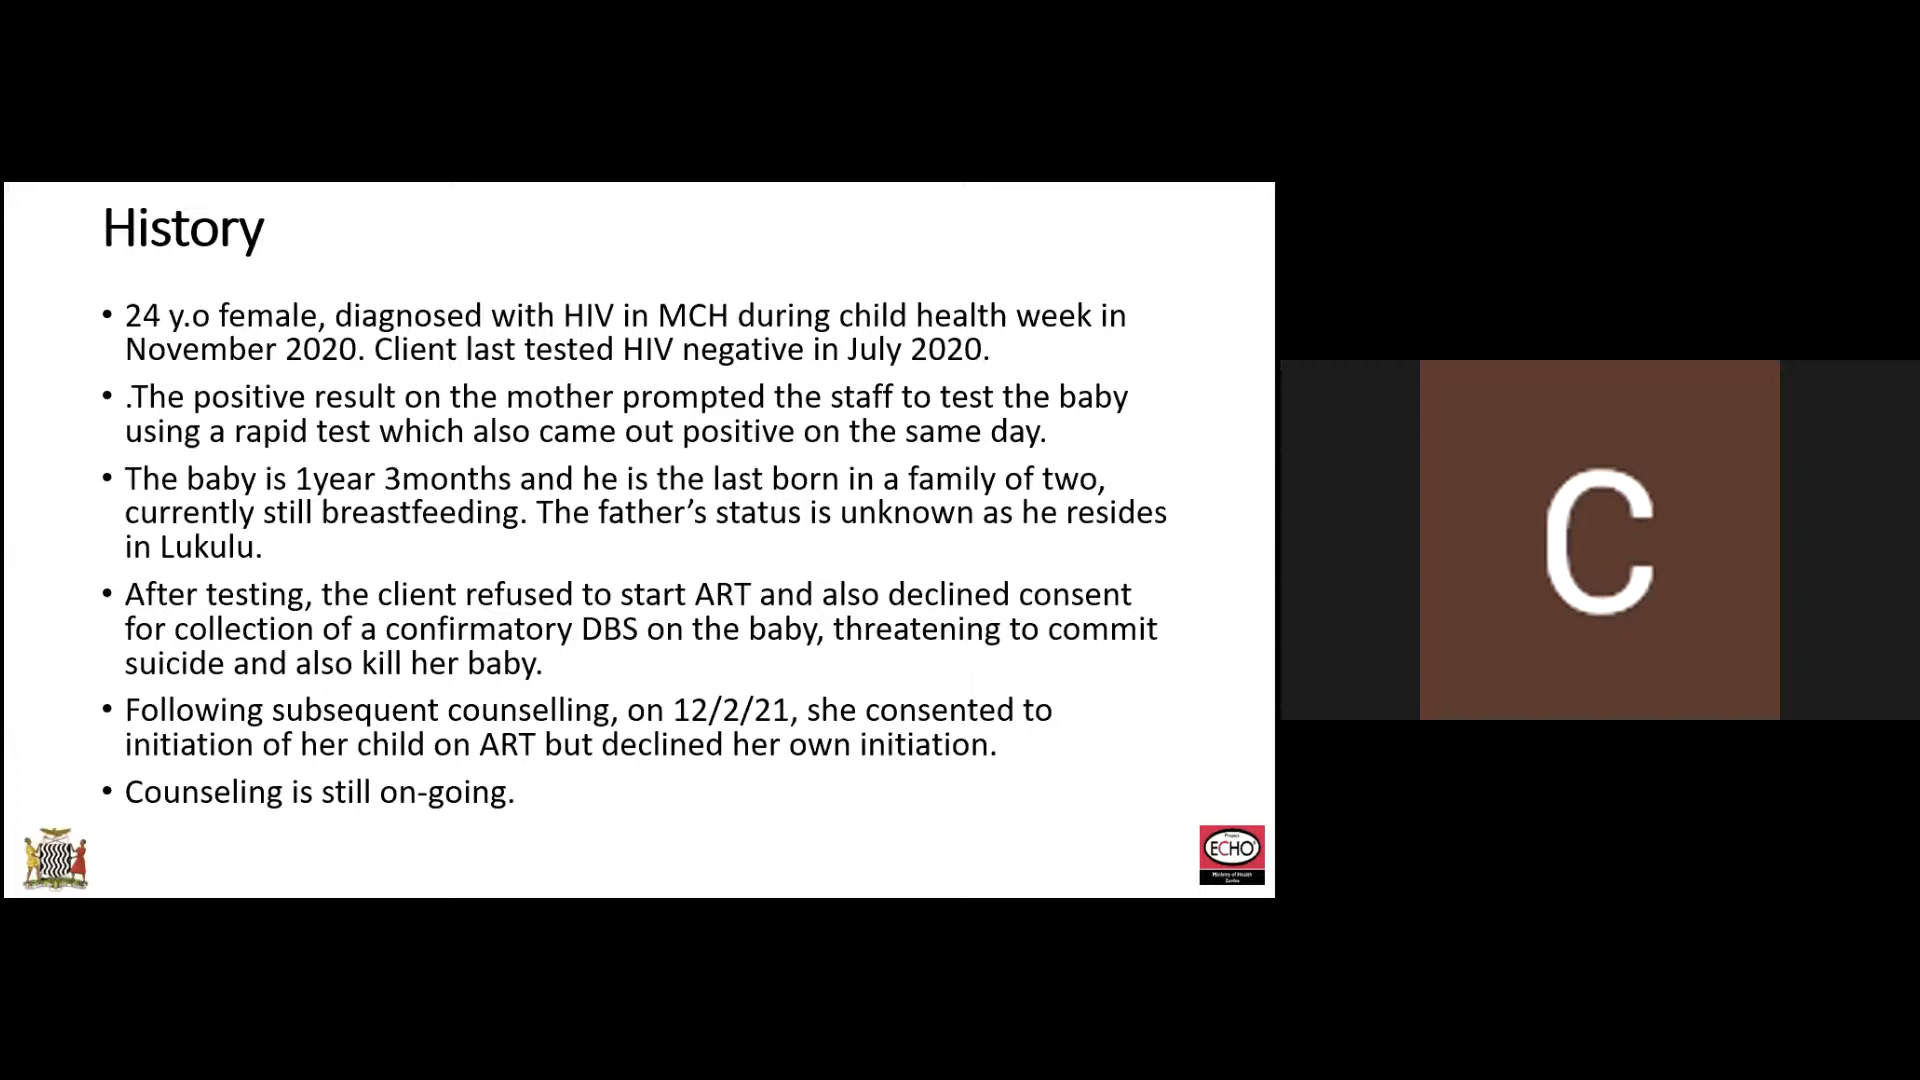 History
• 24 y.o female, diagnosed with HIV in MCH during child health week in
November 2020. Client last tested HIV negative in July 2020.
• .The positive result on the mother prompted the staff to test the baby
using a rapid test which also came out positive on the same day.
• The baby is 1year 3months and he is the last born in a family of two,
currently still breastfeeding. The father’s status is unknown as he resides
in Lukulu.
• After testing, the client refused to start ART and also declined consent
for collection of a confirmatory DBS on the baby, threatening to commit
suicide and also kill her baby.
• Following subsequent counselling, on 12/2/21, she consented to
initiation of her child on ART but declined her own initiation.
• Counseling is still on-going.
Project
ECHO
Ministry of Health
Zambia
C